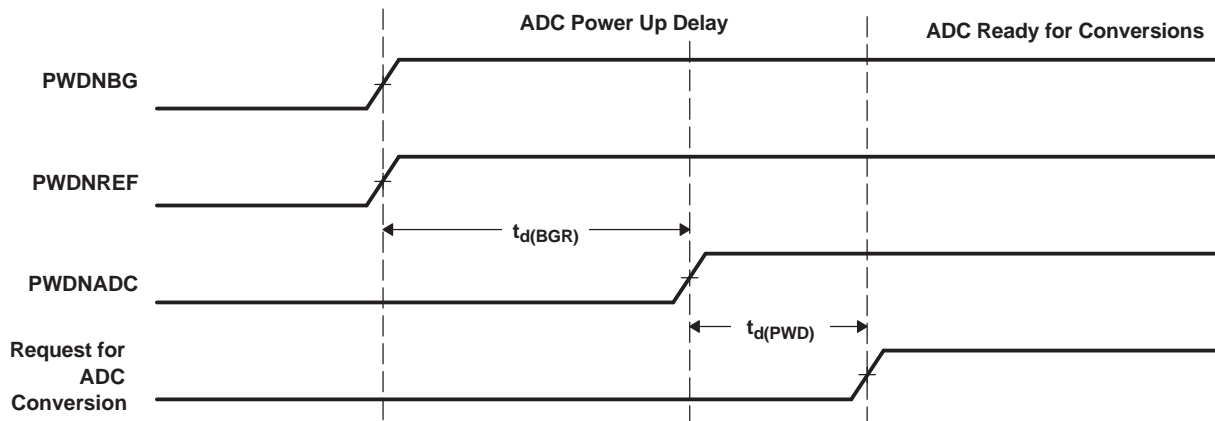 ADC Power Up Delay
ADC Ready for Conversions
PWDNBG
PWDNREF
td(BGR)
PWDNADC
td(PWD)
Request for
ADC
Conversion